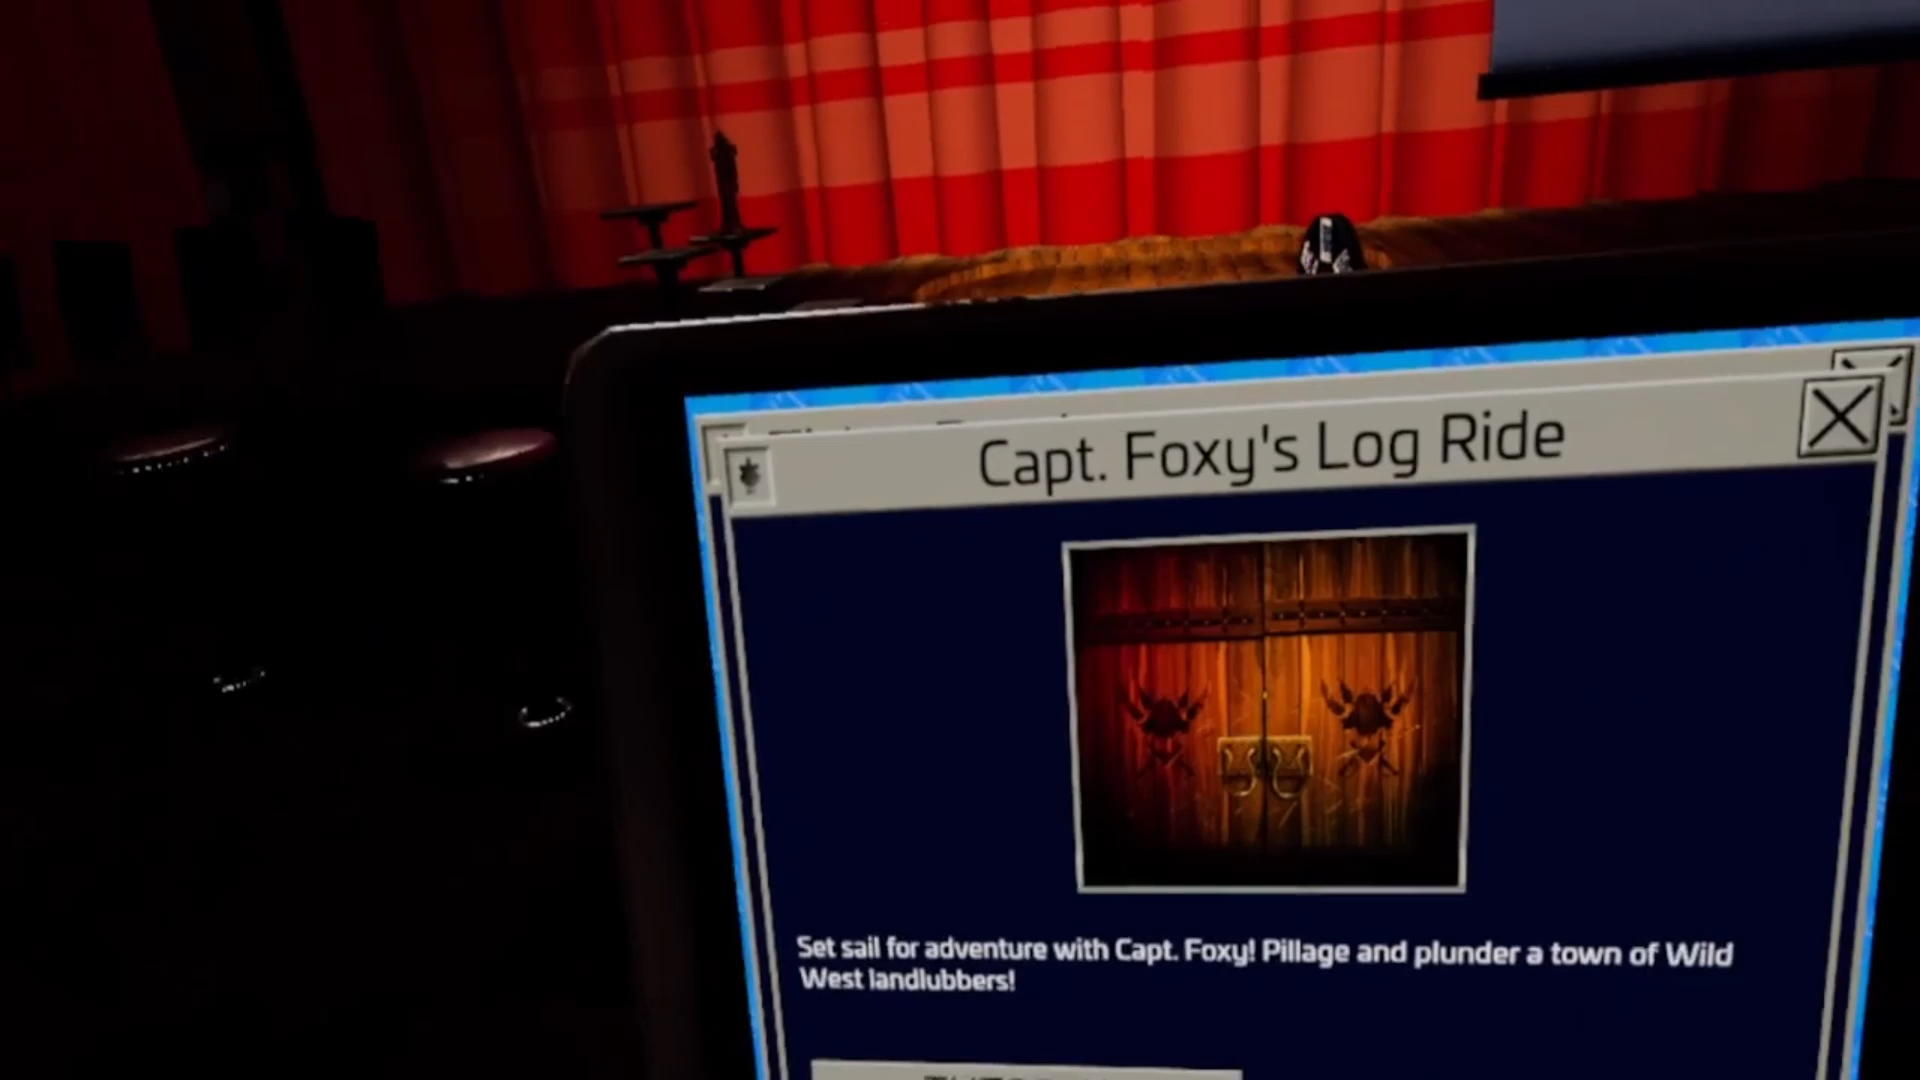 Capt. Foxy's Log Ride
Set sail for adventure with Capt. Foxy! Pillage and plunder a town of Wild
West landlubbers!